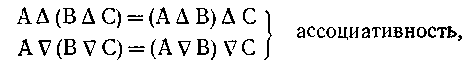 A Δ (B Δ C) = (A Δ B) Δ C
A ∇ (B ∇ C) = (A ∇ B) ∇ C } ассоциативность,